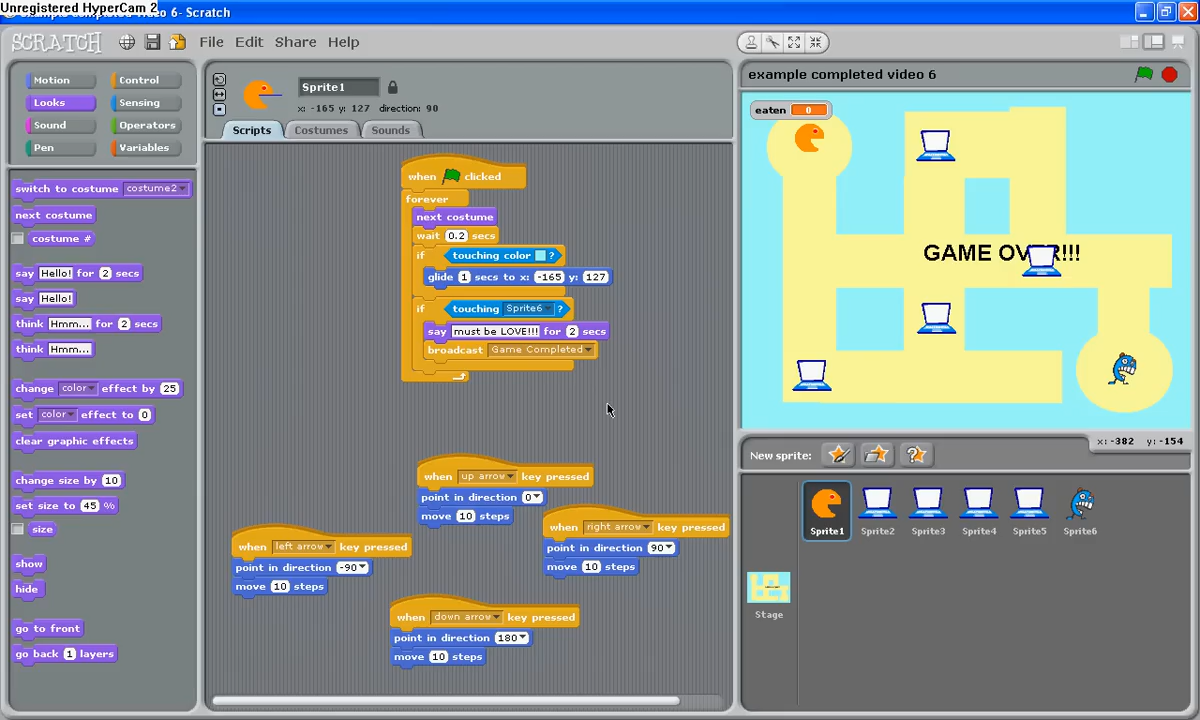 Unregistered HyperCam 2
example completed video 6- Scratch
SCRATCH File Edit Share Help
Motion Control
Looks Sensing
Sound Operators
Pen Variables
switch to costume costume2
next costume
costume #
say Hello! for 2 secs
say Hello!
think Hmm... for 2 secs
think Hmm...
change color effect by 25
set color effect to 0
clear graphic effects
change size by 10
set size to 45 %
size
show
hide
go to front
go back 1 layers
Sprite1
x: -165 y: 127 direction: 90
Scripts Costumes Sounds
when clicked
forever
next costume
wait 0.2 secs
if touching color ?
glide 1 secs to x: -165 y: 127
if touching Sprite6 ?
say must be LOVE!!! for 2 secs
broadcast Game Completed
when up arrow key pressed
point in direction 0
move 10 steps
when right arrow key pressed
point in direction 90
move 10 steps
when left arrow key pressed
point in direction -90
move 10 steps
when down arrow key pressed
point in direction 180
move 10 steps
example completed video 6
eaten 0
GAME OVER!!!
x: -382 y: -154
New sprite:
Sprite1 Sprite2 Sprite3 Sprite4 Sprite5 Sprite6
Stage